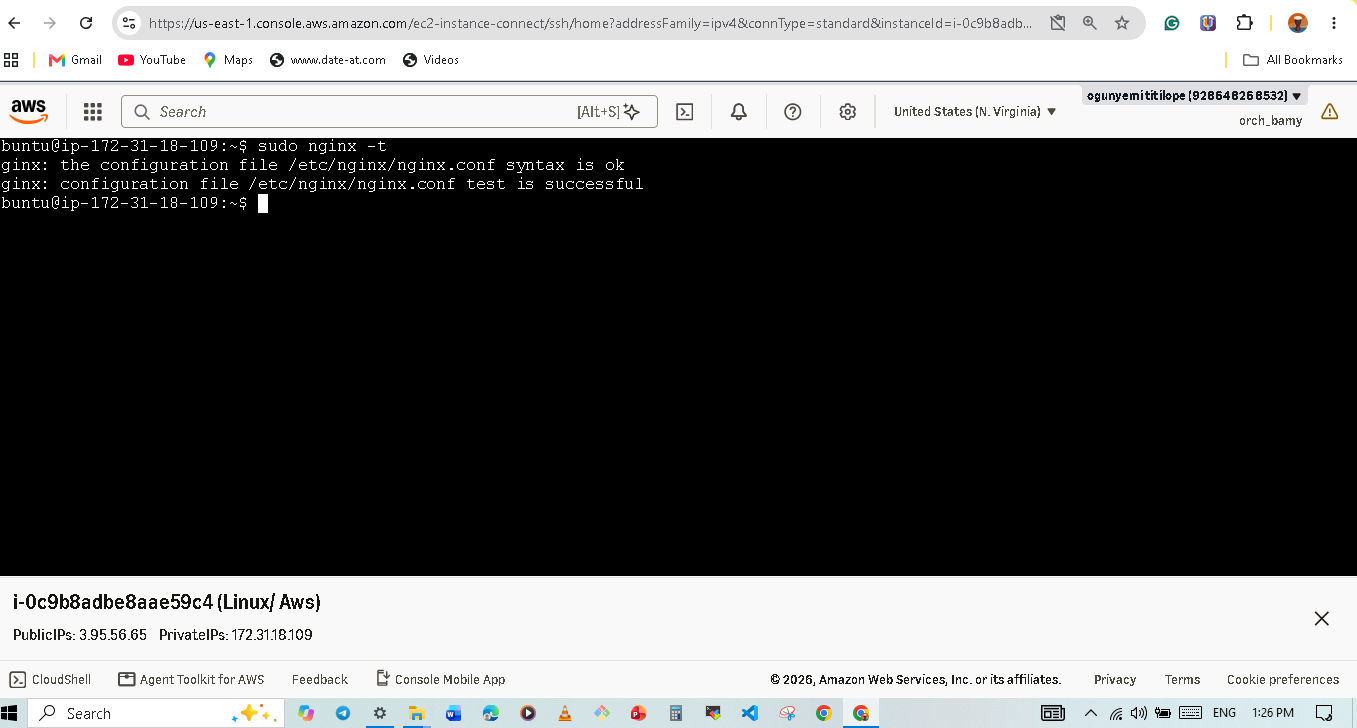 https://us-east-1.console.aws.amazon.com/ec2-instance-connect/ssh/home?addressFamily=ipv4&connType=standard&instanceId=i-0c9b8adb...
Gmail YouTube Maps www.date-at.com Videos All Bookmarks
aws Search [Alt+S] United States (N. Virginia) ▼ ogunyemititilope (928648268532) ▼
orch_bamy
buntu@ip-172-31-18-109:~$ sudo nginx -t
ginx: the configuration file /etc/nginx/nginx.conf syntax is ok
ginx: configuration file /etc/nginx/nginx.conf test is successful
buntu@ip-172-31-18-109:~$
i-0c9b8adbe8aae59c4 (Linux/ Aws)
PublicIPs: 3.95.56.65 PrivateIPs: 172.31.18.109
CloudShell Agent Toolkit for AWS Feedback Console Mobile App © 2026, Amazon Web Services, Inc. or its affiliates. Privacy Terms Cookie preferences
Search ENG 1:26 PM